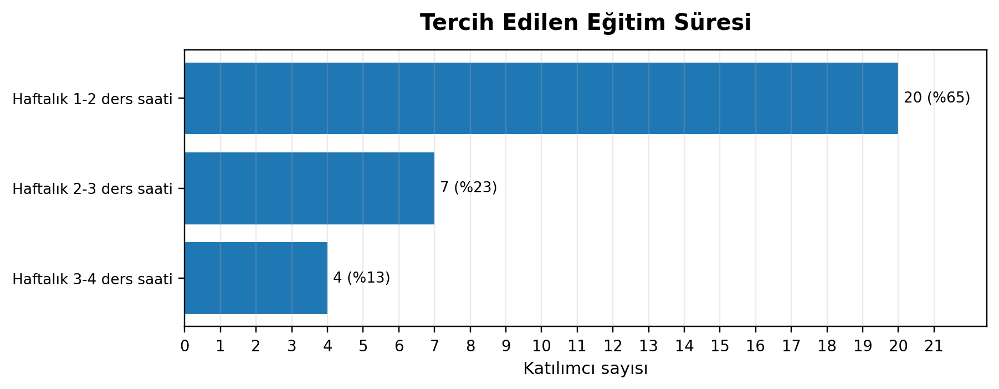 Tercih Edilen Eğitim Süresi
Haftalık 1-2 ders saati
20 (%65)
Haftalık 2-3 ders saati
7 (%23)
Haftalık 3-4 ders saati
4 (%13)
0 1 2 3 4 5 6 7 8 9 10 11 12 13 14 15 16 17 18 19 20 21
Katılımcı sayısı